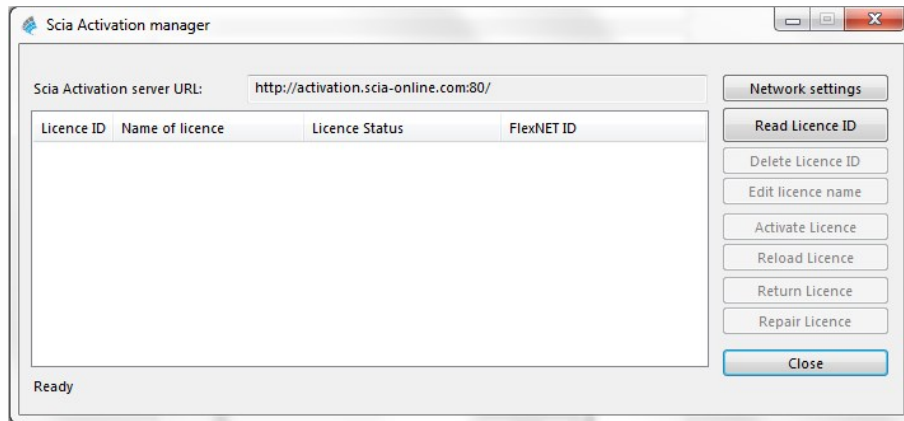 Scia Activation manager
Scia Activation server URL: http://activation.scia-online.com:80/ Network settings
Licence ID Name of licence Licence Status FlexNET ID Read Licence ID
Delete Licence ID
Edit licence name
Activate Licence
Reload Licence
Return Licence
Repair Licence
Close
Ready